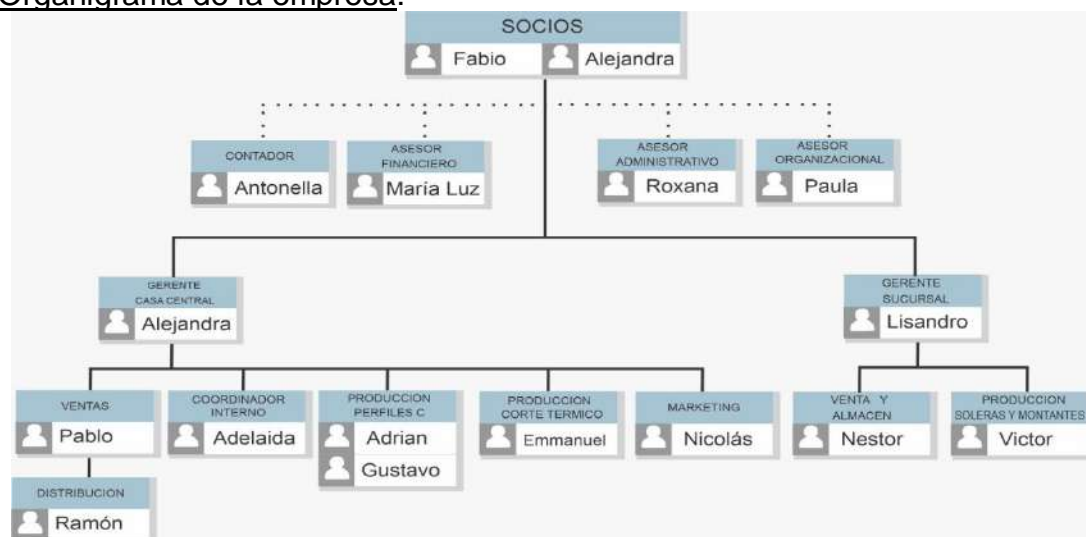 Organigrama de la empresa.
SOCIOS
Fabio Alejandra
CONTADOR
Antonella
ASESOR
FINANCIERO
María Luz
ASESOR
ADMINISTRATIVO
Roxana
ASESOR
ORGANIZACIONAL
Paula
GERENTE
CASA CENTRAL
Alejandra
GERENTE
SUCURSAL
Lisandro
VENTAS
Pablo
COORDINADOR
INTERNO
Adelaida
PRODUCCION
PERFILES C
Adrian
Gustavo
PRODUCCION
CORTE TERMICO
Emmanuel
MARKETING
Nicolás
VENTA Y
ALMACEN
Nestor
PRODUCCION
SOLERAS Y MONTANTES
Victor
DISTRIBUCION
Ramón